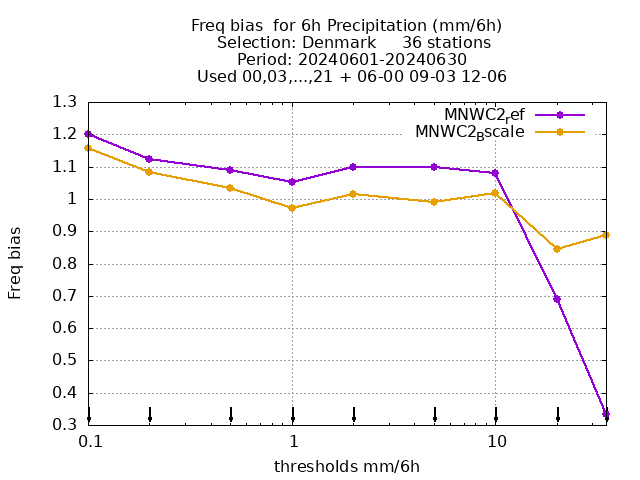 Freq bias  for 6h Precipitation (mm/6h)
Selection: Denmark     36 stations
Period: 20240601-20240630
Used 00,03,...,21 + 06-00 09-03 12-06
MNWC2ref
MNWC2Bscale
1.3
1.2
1.1
1
0.9
0.8
0.7
0.6
0.5
0.4
0.3
Freq bias
0.1
1
10
thresholds mm/6h